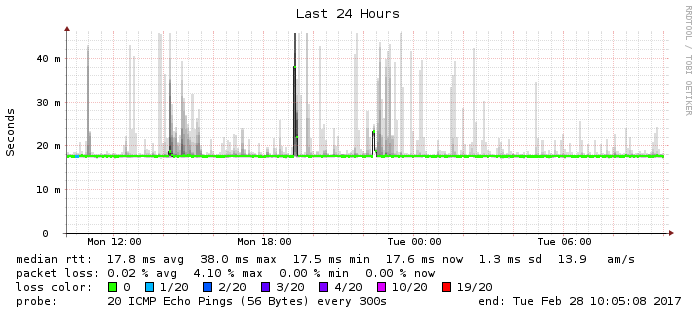 Last 24 Hours
RRDTOOL / TOBI OETIKER
Seconds
40 m
30 m
20 m
10 m
0
Mon 12:00 Mon 18:00 Tue 00:00 Tue 06:00
median rtt: 17.8 ms avg 38.0 ms max 17.5 ms min 17.6 ms now 1.3 ms sd 13.9 am/s
packet loss: 0.02 % avg 4.10 % max 0.00 % min 0.00 % now
loss color: 0 1/20 2/20 3/20 4/20 10/20 19/20
probe: 20 ICMP Echo Pings (56 Bytes) every 300s end: Tue Feb 28 10:05:08 2017